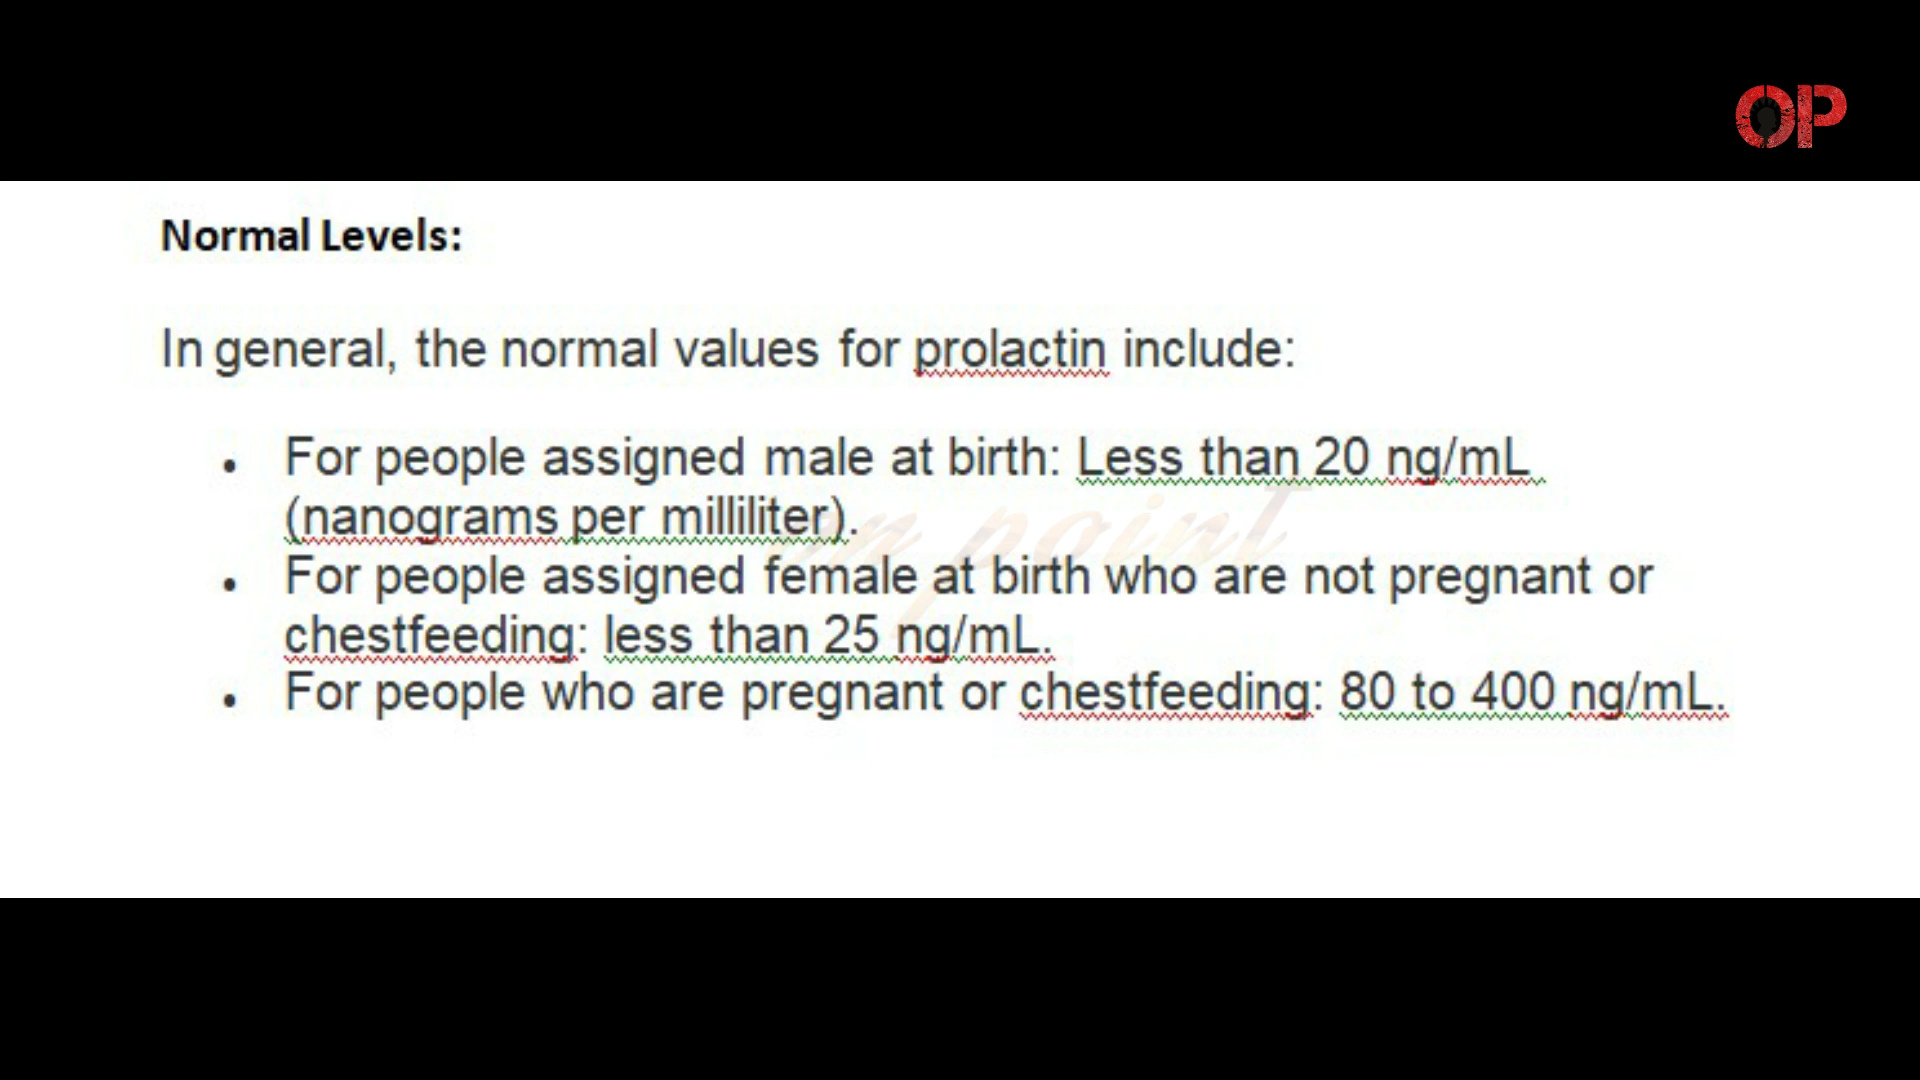 OP
Normal Levels:
In general, the normal values for prolactin include:
• For people assigned male at birth: Less than 20 ng/mL
(nanograms per milliliter).
on point
• For people assigned female at birth who are not pregnant or
chestfeeding: less than 25 ng/mL.
• For people who are pregnant or chestfeeding: 80 to 400 ng/mL.